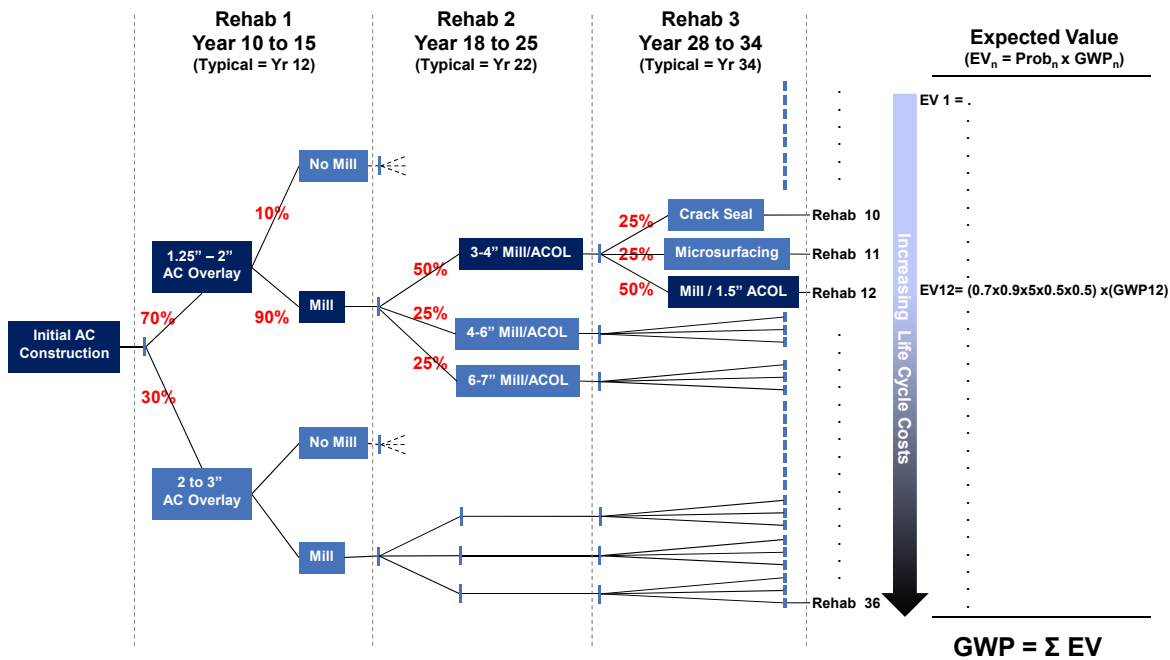 Rehab 1
Year 10 to 15
(Typical = Yr 12)
Rehab 2
Year 18 to 25
(Typical = Yr 22)
Rehab 3
Year 28 to 34
(Typical = Yr 34)
Expected Value
(EVn = Probn x GWPn)
EV 1 =
No Mill
10%
1.25” – 2”
AC Overlay
70%
90%
Mill
Initial AC
Construction
30%
50%
25%
25%
3-4” Mill/ACOL
4-6” Mill/ACOL
6-7” Mill/ACOL
25%
25%
50%
Crack Seal
Microsurfacing
Mill / 1.5” ACOL
Rehab 10
Rehab 11
Rehab 12
Increasing Life Cycle Costs
EV12= (0.7x0.9x5x0.5x0.5) x(GWP12)
No Mill
2 to 3”
AC Overlay
Mill
Rehab 36
GWP = Σ EV